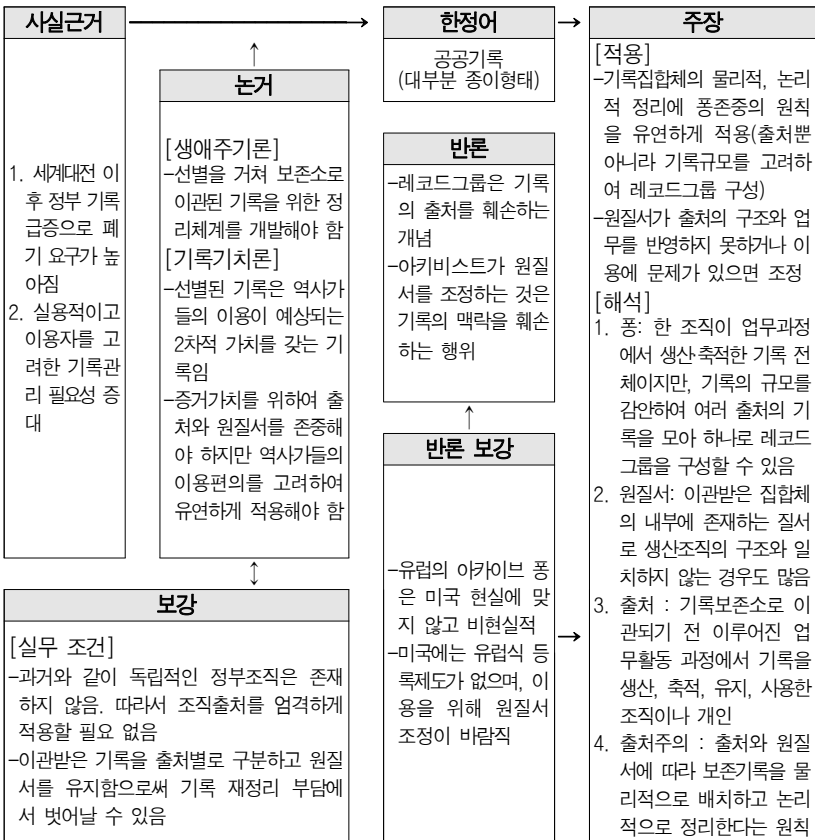 사실근거
1. 세계대전 이
후 정부 기록
급증으로 폐
기 요구가 높
아짐
2. 실용적이고
이용자를 고
려한 기록관
리 필요성 증
대
→
↑
논거
[생애주기론]
-선별을 거쳐 보존소로
이관된 기록을 위한 정
리체계를 개발해야 함
[기록기치론]
-선별된 기록은 역사가
들의 이용이 예상되는
2차적 가치를 갖는 기
록임
-증거가치를 위하여 출
처와 원질서를 존중해
야 하지만 역사가들의
이용편의를 고려하여
유연하게 적용해야 함
↕
보강
[실무 조건]
-과거와 같이 독립적인 정부조직은 존재
하지 않음. 따라서 조직출처를 엄격하게
적용할 필요 없음
-이관받은 기록을 출처별로 구분하고 원질
서를 유지함으로써 기록 재정리 부담에
서 벗어날 수 있음
한정어
공공기록
(대부분 종이형태)
→
반론
-레코드그룹은 기록
의 출처를 훼손하는
개념
-아키비스트가 원질
서를 조정하는 것은
기록의 맥락을 훼손
하는 행위
↑
반론 보강
-유럽의 아카이브 퐁
은 미국 현실에 맞
지 않고 비현실적
-미국에는 유럽식 등
록제도가 없으며, 이
용을 위해 원질서
조정이 바람직
→
주장
[적용]
-기록집합체의 물리적, 논리
적 정리에 퐁존중의 원칙
을 유연하게 적용(출처뿐
아니라 기록규모를 고려하
여 레코드그룹 구성)
-원질서가 출처의 구조와 업
무를 반영하지 못하거나 이
용에 문제가 있으면 조정
[해석]
1. 퐁: 한 조직이 업무과정
에서 생산·축적한 기록 전
체이지만, 기록의 규모를
감안하여 여러 출처의 기
록을 모아 하나로 레코드
그룹을 구성할 수 있음
2. 원질서: 이관받은 집합체
의 내부에 존재하는 질서
로 생산조직의 구조와 일
치하지 않는 경우도 많음
3. 출처 : 기록보존소로 이
관되기 전 이루어진 업
무활동 과정에서 기록을
생산, 축적, 유지, 사용한
조직이나 개인
4. 출처주의 : 출처와 원질
서에 따라 보존기록을 물
리적으로 배치하고 논리
적으로 정리한다는 원칙